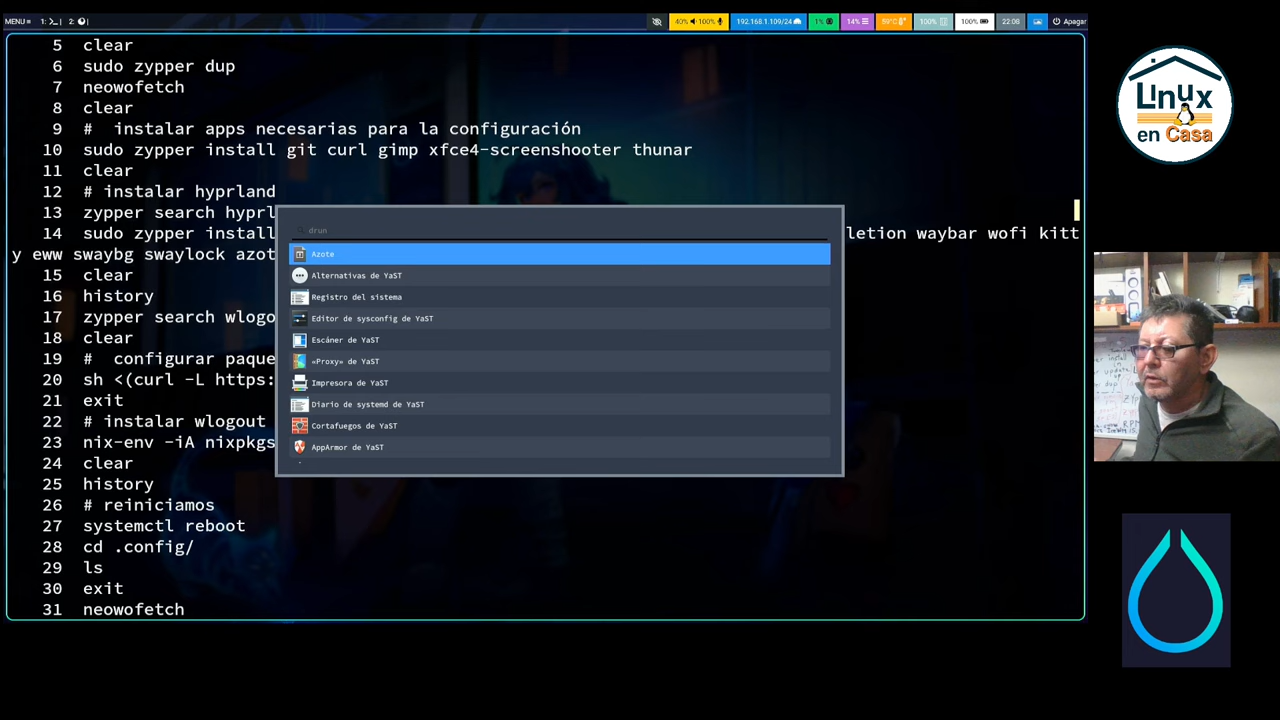 MENU 1: 2: 40% 100% 192.168.1.109/24 1% 14% 59°C 100% 100% 22:08 Apagar
5 clear
6 sudo zypper dup
7 neowofetch
8 clear
9 # instalar apps necesarias para la configuración
10 sudo zypper install git curl gimp xfce4-screenshooter thunar
11 clear
12 # instalar hyprland
13 zypper search hyprl
14 sudo zypper install letion waybar wofi kitt
y eww swaybg swaylock azot
15 clear
16 history
17 zypper search wlogo
18 clear
19 # configurar paque
20 sh <(curl -L https:
21 exit
22 # instalar wlogout
23 nix-env -iA nixpkgs
24 clear
25 history
26 # reiniciamos
27 systemctl reboot
28 cd .config/
29 ls
30 exit
31 neowofetch
drun
Azote
Alternativas de YaST
Registro del sistema
Editor de sysconfig de YaST
Escáner de YaST
«Proxy» de YaST
Impresora de YaST
Diario de systemd de YaST
Cortafuegos de YaST
AppArmor de YaST
Linux
en Casa